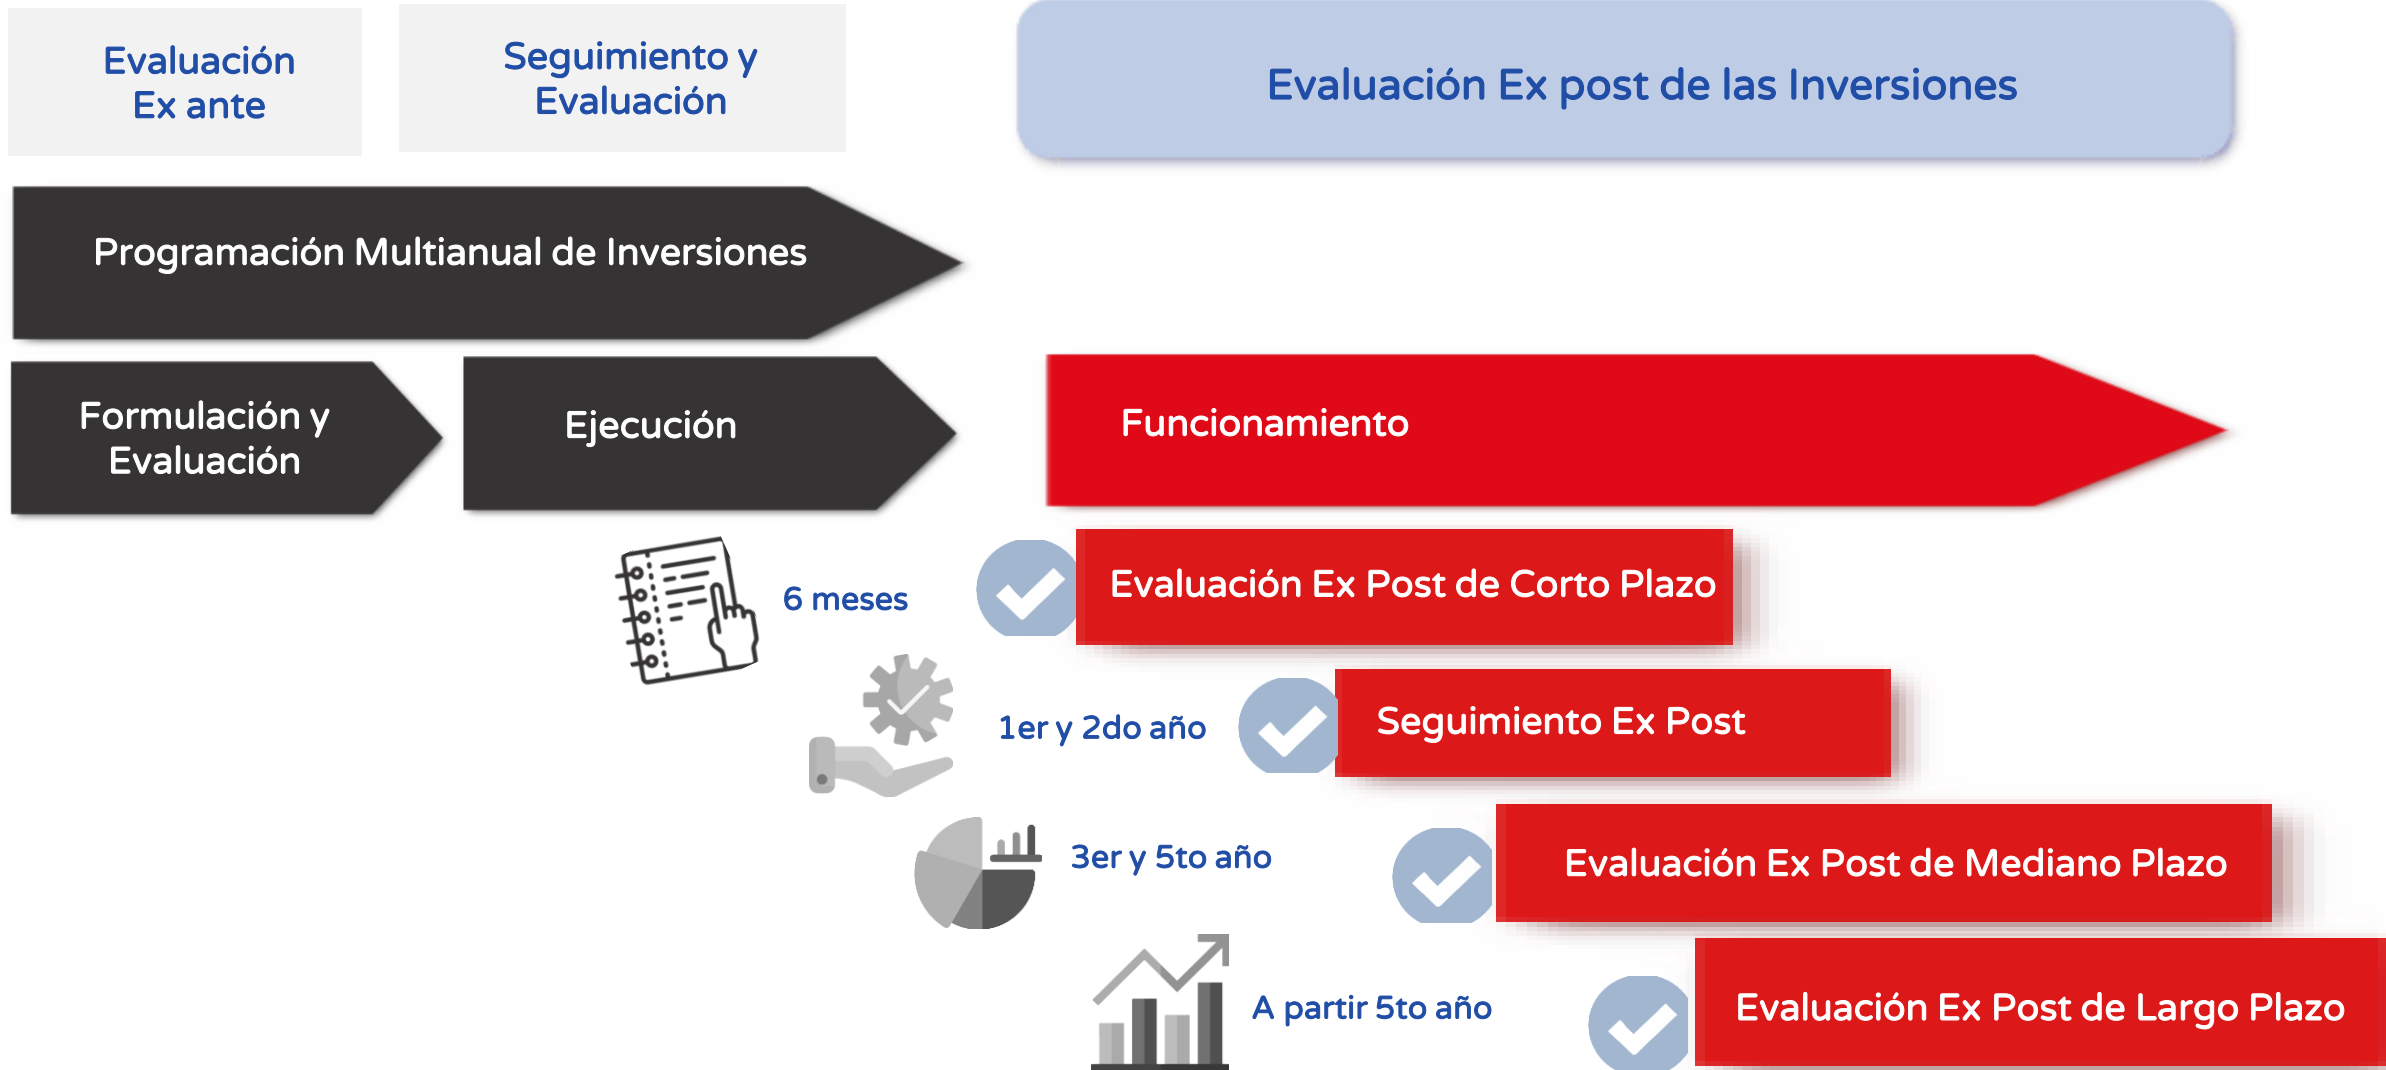 Evaluación
Ex ante
Seguimiento y
Evaluación
Evaluación Ex post de las Inversiones
Programación Multianual de Inversiones
Formulación y
Evaluación
Ejecución
Funcionamiento
6 meses
Evaluación Ex Post de Corto Plazo
1er y 2do año
Seguimiento Ex Post
3er y 5to año
Evaluación Ex Post de Mediano Plazo
A partir 5to año
Evaluación Ex Post de Largo Plazo